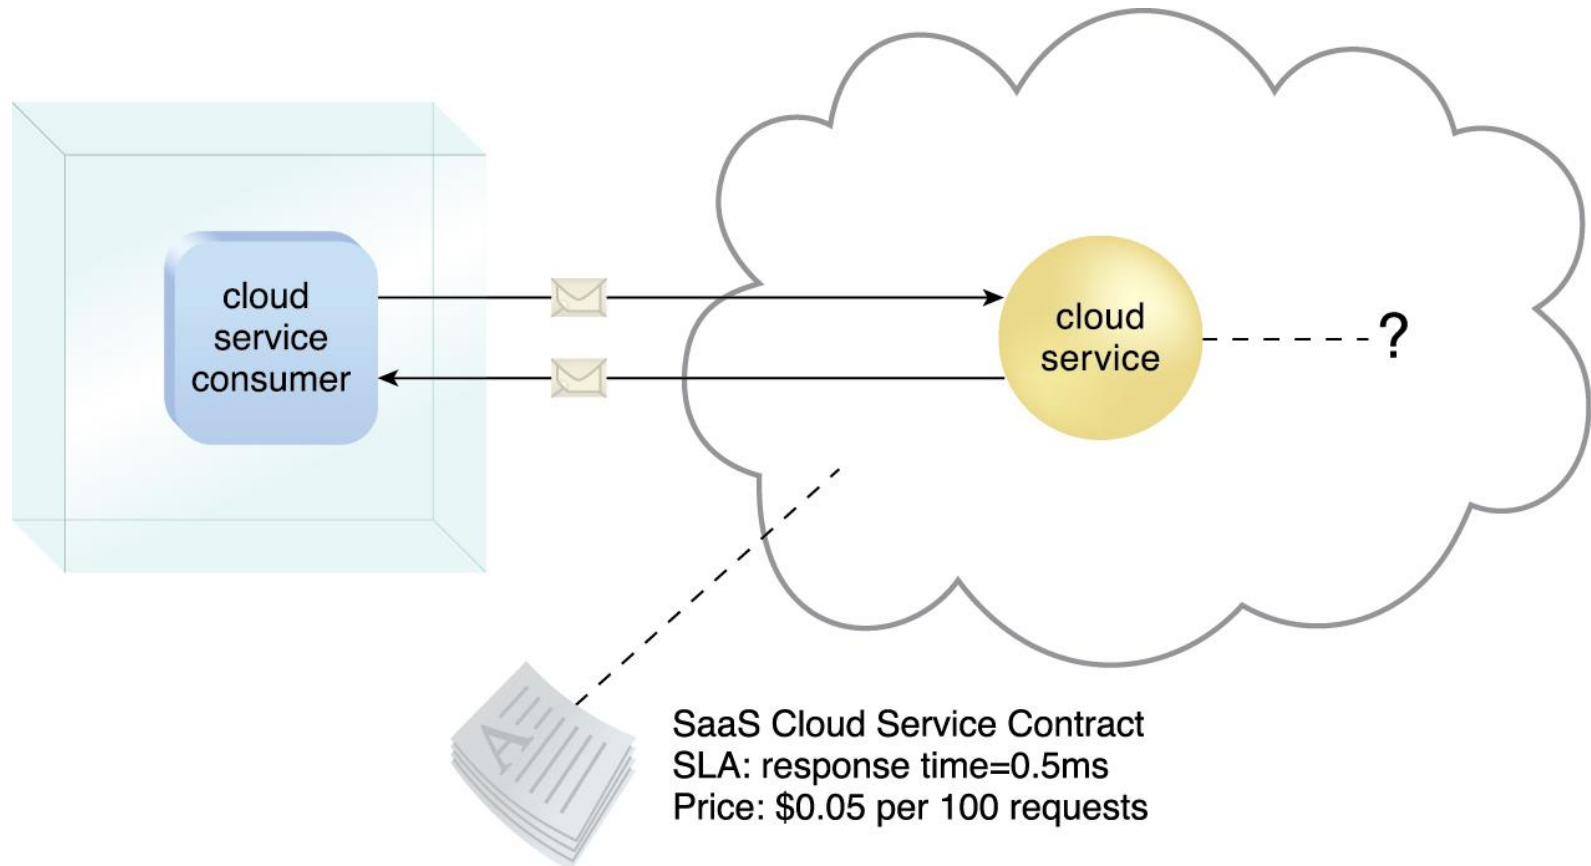 cloud
service
consumer
cloud
service
?
A
SaaS Cloud Service Contract
SLA: response time=0.5ms
Price: $0.05 per 100 requests